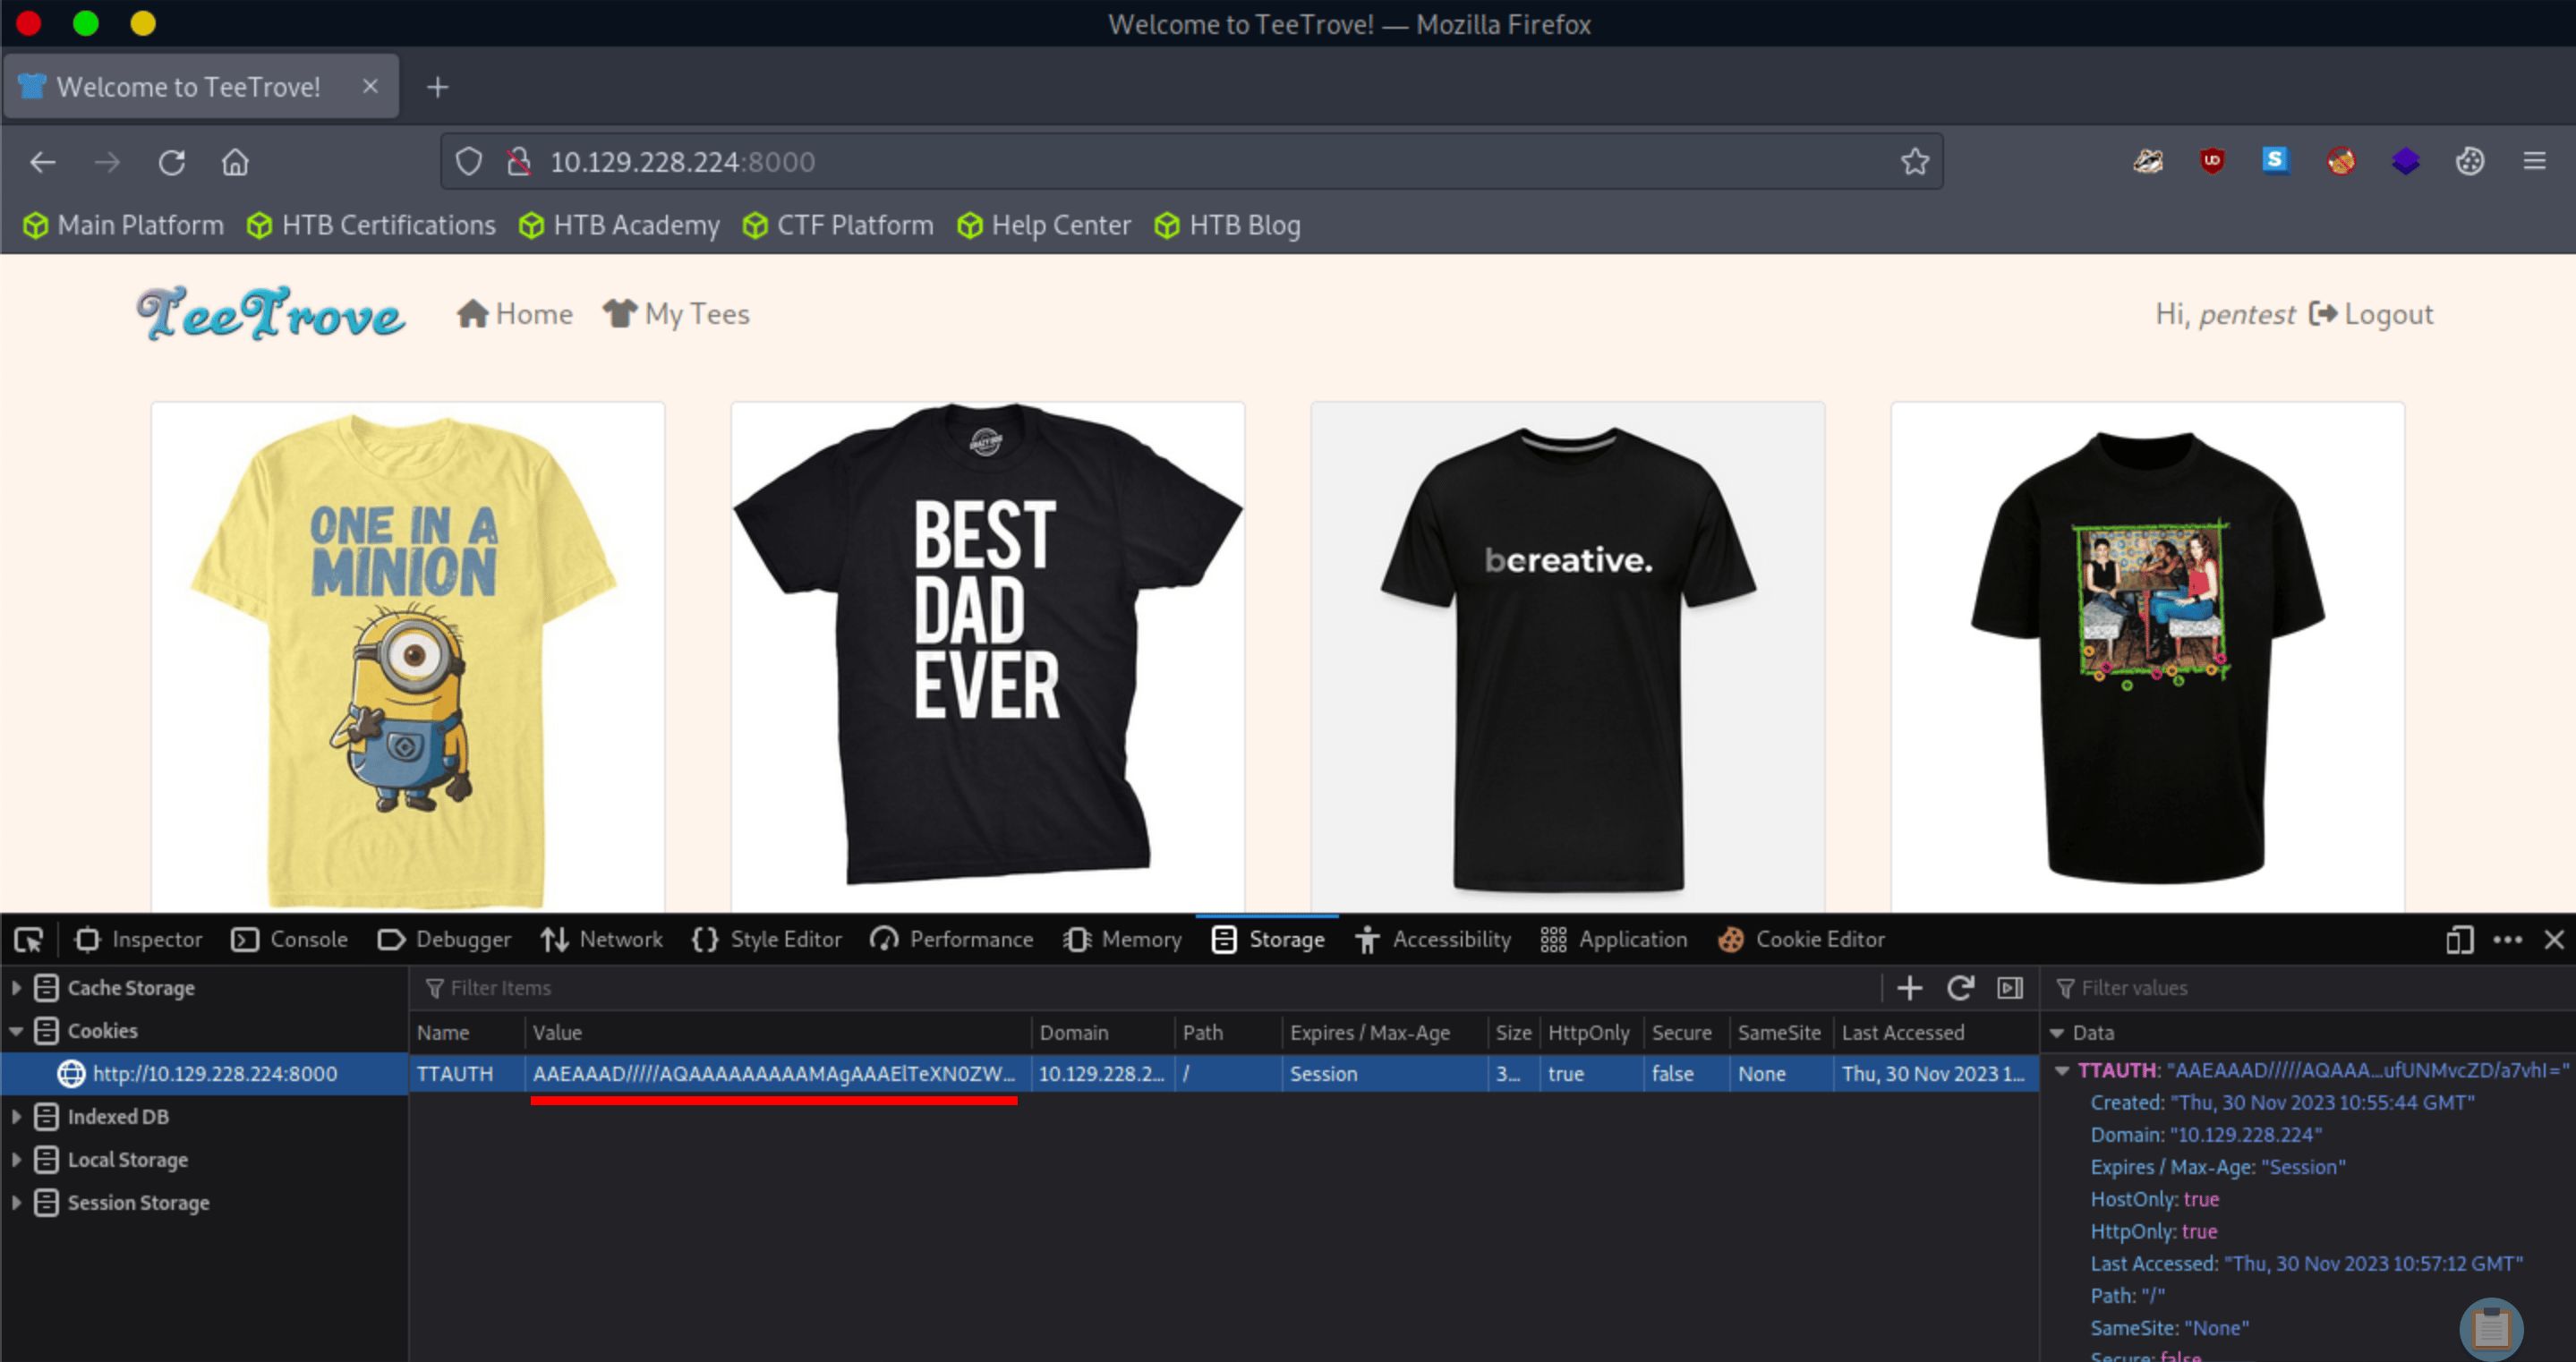 Welcome to TeeTrove! — Mozilla Firefox
Welcome to TeeTrove!
10.129.228.224:8000
UD
S
Main Platform HTB Certifications HTB Academy CTF Platform Help Center HTB Blog
TeeTrove Home My Tees Hi, pentest Logout
ONE IN A
MINION
CRAZY DOG
BEST
DAD
EVER
becreative.
Inspector Console Debugger Network Style Editor Performance Memory Storage Accessibility Application Cookie Editor
Cache Storage
Cookies
http://10.129.228.224:8000
Indexed DB
Local Storage
Session Storage
Filter Items
Name Value Domain Path Expires / Max-Age Size HttpOnly Secure SameSite Last Accessed
TTAUTH AAEAAAD/////AQAAAAAAAAAMAgAAAElTeXN0ZW... 10.129.228.2... / Session 3... true false None Thu, 30 Nov 2023 1...
Filter values
Data
TTAUTH: "AAEAAAD/////AQAAA...ufUNMvcZD/a7vhI="
Created: "Thu, 30 Nov 2023 10:55:44 GMT"
Domain: "10.129.228.224"
Expires / Max-Age: "Session"
HostOnly: true
HttpOnly: true
Last Accessed: "Thu, 30 Nov 2023 10:57:12 GMT"
Path: "/"
SameSite: "None"
Secure: false